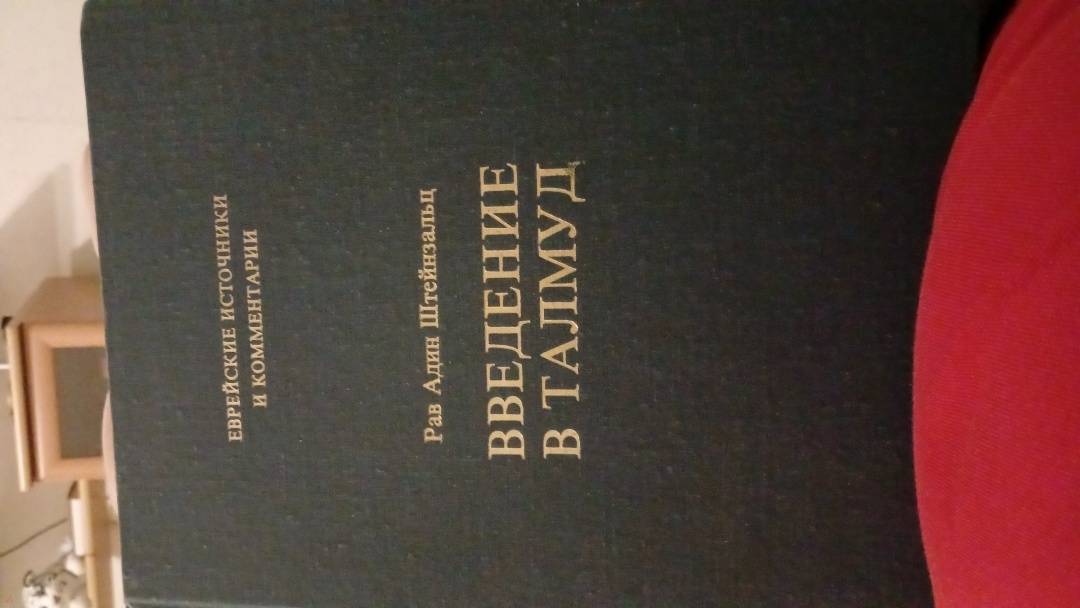 ЕВРЕЙСКИЕ ИСТОЧНИКИ
И КОММЕНТАРИИ
Рав Адин Штейнзальц
ВВЕДЕНИЕ
В ТАЛМУД